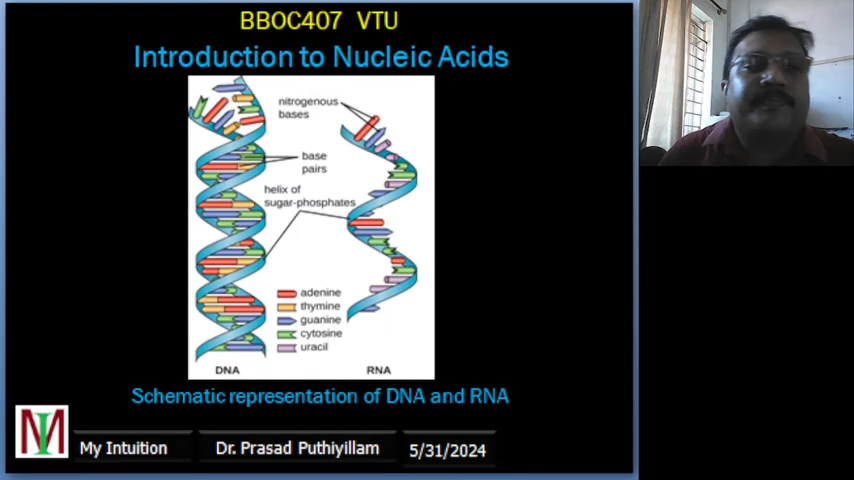 BBOC407 VTU
Introduction to Nucleic Acids
nitrogenous
bases
base
pairs
helix of
sugar-phosphates
adenine
thymine
guanine
cytosine
uracil
DNA
RNA
Schematic representation of DNA and RNA
MI
My Intuition
Dr. Prasad Puthiyillam
5/31/2024